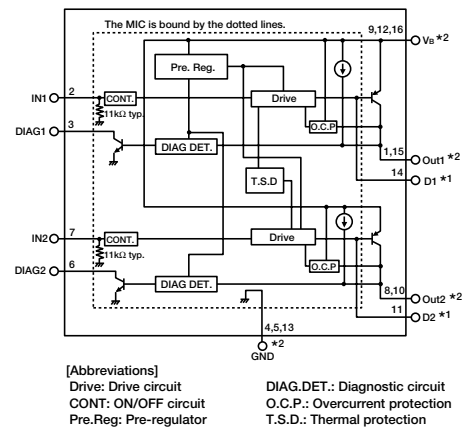 The MIC is bound by the dotted lines.
9,12,16
VB *2
Pre. Reg.
2
IN1
CONT.
Drive
11kΩ typ.
O.C.P
3
DIAG1
DIAG DET.
1,15
Out1 *2
14
D1 *1
T.S.D
7
IN2
CONT.
Drive
11kΩ typ.
O.C.P
6
DIAG2
DIAG DET.
8,10
Out2 *2
11
D2 *1
4,5,13
*2
GND
[Abbreviations]
Drive: Drive circuit
DIAG.DET.: Diagnostic circuit
CONT: ON/OFF circuit
O.C.P.: Overcurrent protection
Pre.Reg: Pre-regulator
T.S.D.: Thermal protection